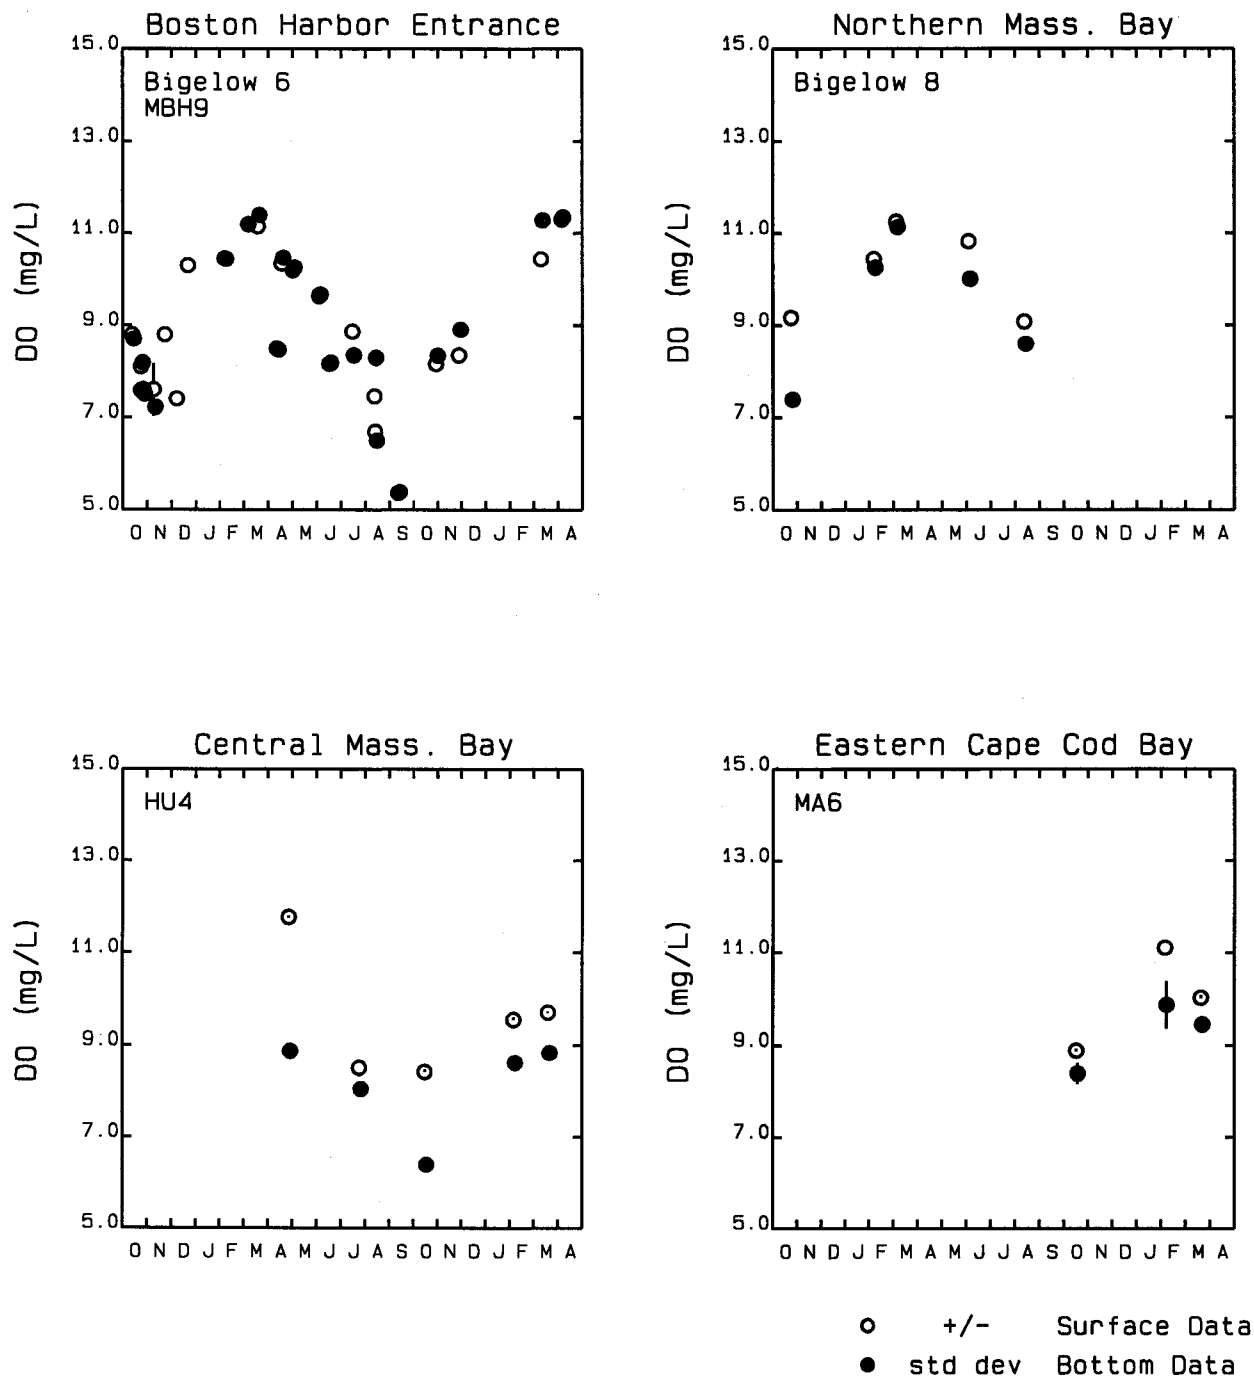 Boston Harbor Entrance
Bigelow 6
MBH9
DO (mg/L)
15.0
13.0
11.0
9.0
7.0
5.0
O N D J F M A M J J A S O N D J F M A
Northern Mass. Bay
Bigelow 8
DO (mg/L)
15.0
13.0
11.0
9.0
7.0
5.0
O N D J F M A M J J A S O N D J F M A
Central Mass. Bay
HU4
DO (mg/L)
15.0
13.0
11.0
9.0
7.0
5.0
O N D J F M A M J J A S O N D J F M A
Eastern Cape Cod Bay
MA6
DO (mg/L)
15.0
13.0
11.0
9.0
7.0
5.0
O N D J F M A M J J A S O N D J F M A
+/- Surface Data
std dev Bottom Data